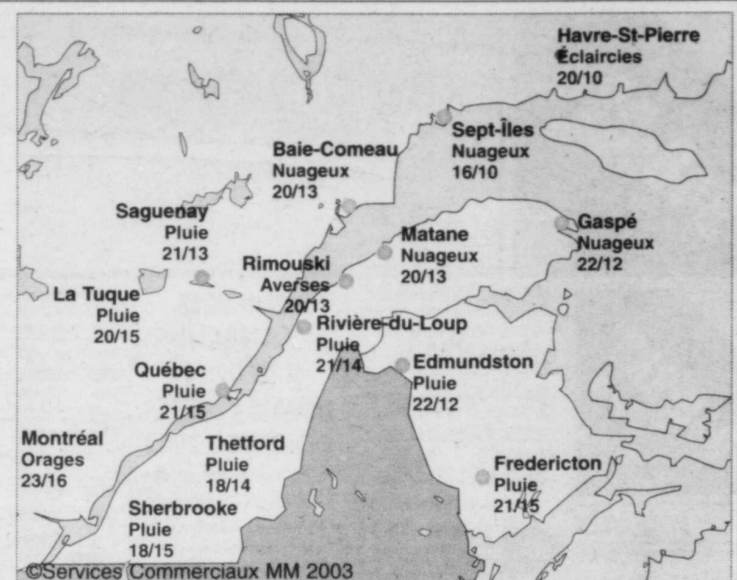 Havre-St-Pierre
Éclaircies
20/10
Sept-Îles
Nuageux
16/10
Baie-Comeau
Nuageux
20/13
Saguenay
Pluie
21/13
Gaspé
Nuageux
22/12
Matane
Nuageux
20/13
Rimouski
Averses
20/13
La Tuque
Pluie
20/15
Rivière-du-Loup
Pluie
21/14
Edmundston
Pluie
22/12
Québec
Pluie
21/15
Montréal
Orages
23/16
Thetford
Pluie
18/14
Fredericton
Pluie
21/15
Sherbrooke
Pluie
18/15
©Services Commerciaux MM 2003